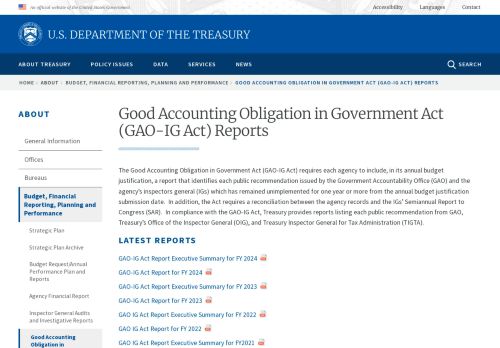 An official website of the United States Government
Accessibility
Languages
Contact
U.S. DEPARTMENT OF THE TREASURY
ABOUT TREASURY
POLICY ISSUES
DATA
SERVICES
NEWS
SEARCH
HOME › ABOUT › BUDGET, FINANCIAL REPORTING, PLANNING AND PERFORMANCE › GOOD ACCOUNTING OBLIGATION IN GOVERNMENT ACT (GAO-IG ACT) REPORTS
ABOUT
General Information
Offices
Bureaus
Budget, Financial
Reporting, Planning and
Performance
Strategic Plan
Strategic Plan Archive
Budget Request/Annual
Performance Plan and
Reports
Agency Financial Report
Inspector General Audits
and Investigative Reports
Good Accounting
Obligation in
Good Accounting Obligation in Government Act
(GAO-IG Act) Reports
The Good Accounting Obligation in Government Act (GAO-IG Act) requires each agency to include, in its annual budget
justification, a report that identifies each public recommendation issued by the Government Accountability Office (GAO) and the
agency's inspectors general (IGs) which has remained unimplemented for one year or more from the annual budget justification
submission date. In addition, the Act requires a reconciliation between the agency records and the IGs' Semiannual Report to
Congress (SAR). In compliance with the GAO-IG Act, Treasury provides reports listing each public recommendation from GAO,
Treasury's Office of the Inspector General (OIG), and Treasury Inspector General for Tax Administration (TIGTA).
LATEST REPORTS
GAO-IG Act Report Executive Summary for FY 2024
GAO-IG Act Report for FY 2024
GAO-IG Act Report Executive Summary for FY 2023
GAO-IG Act Report for FY 2023
GAO-IG Act Report Executive Summary for FY 2022
GAO IG Act Report for FY 2022
GAO-IG Act Report Executive Summary for FY2021